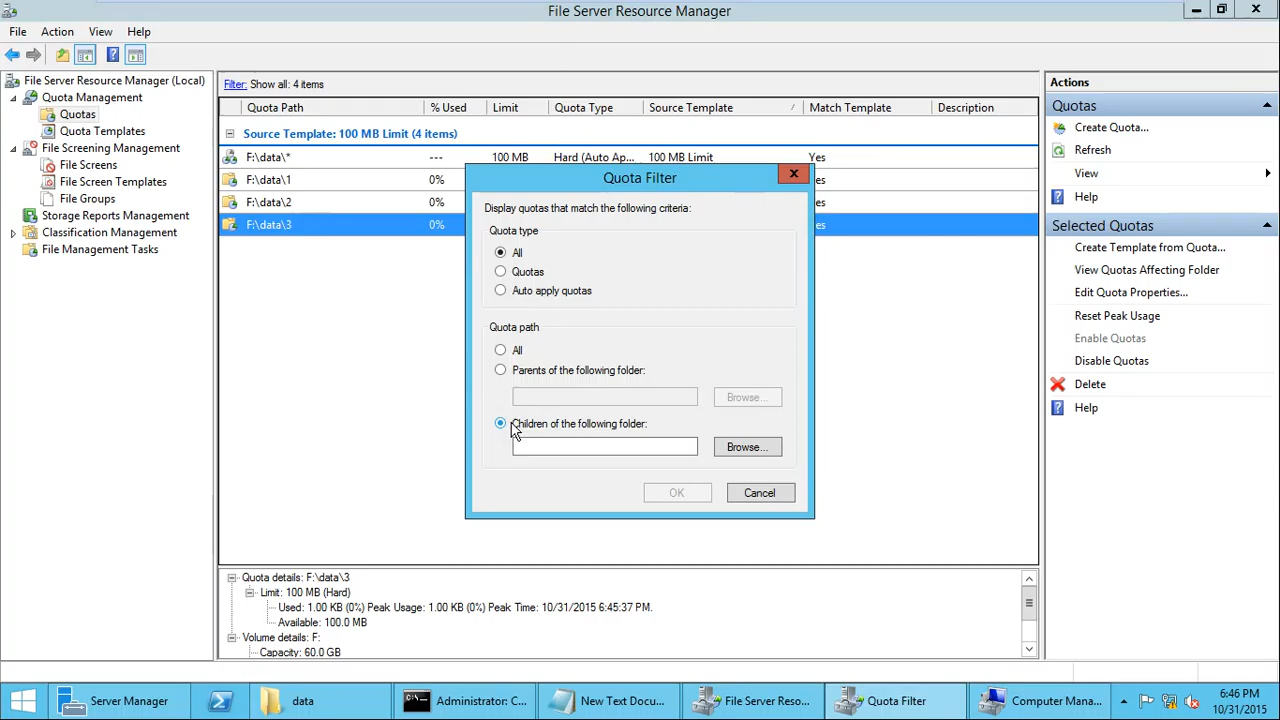 File Server Resource Manager
File Action View Help
File Server Resource Manager (Local)
Quota Management
Quotas
Quota Templates
File Screening Management
File Screens
File Screen Templates
File Groups
Storage Reports Management
Classification Management
File Management Tasks
Filter: Show all: 4 items
Quota Path % Used Limit Quota Type Source Template Match Template Description
Source Template: 100 MB Limit (4 items)
F:\data\* --- 100 MB Hard (Auto Ap... 100 MB Limit Yes
F:\data\1 0%
F:\data\2 0%
F:\data\3 0%
Quota Filter
Display quotas that match the following criteria:
Quota type
All
Quotas
Auto apply quotas
Quota path
All
Parents of the following folder:
Browse...
Children of the following folder:
Browse...
OK Cancel
Quota details: F:\data\3
Limit: 100 MB (Hard)
Used: 1.00 KB (0%) Peak Usage: 1.00 KB (0%) Peak Time: 10/31/2015 6:45:37 PM.
Available: 100.0 MB
Volume details: F:
Capacity: 60.0 GB
Actions
Quotas
Create Quota...
Refresh
View
Help
Selected Quotas
Create Template from Quota...
View Quotas Affecting Folder
Edit Quota Properties...
Reset Peak Usage
Enable Quotas
Disable Quotas
Delete
Help
Server Manager
data
Administrator: C...
New Text Docu...
File Server Reso...
Quota Filter
Computer Mana...
6:46 PM
10/31/2015